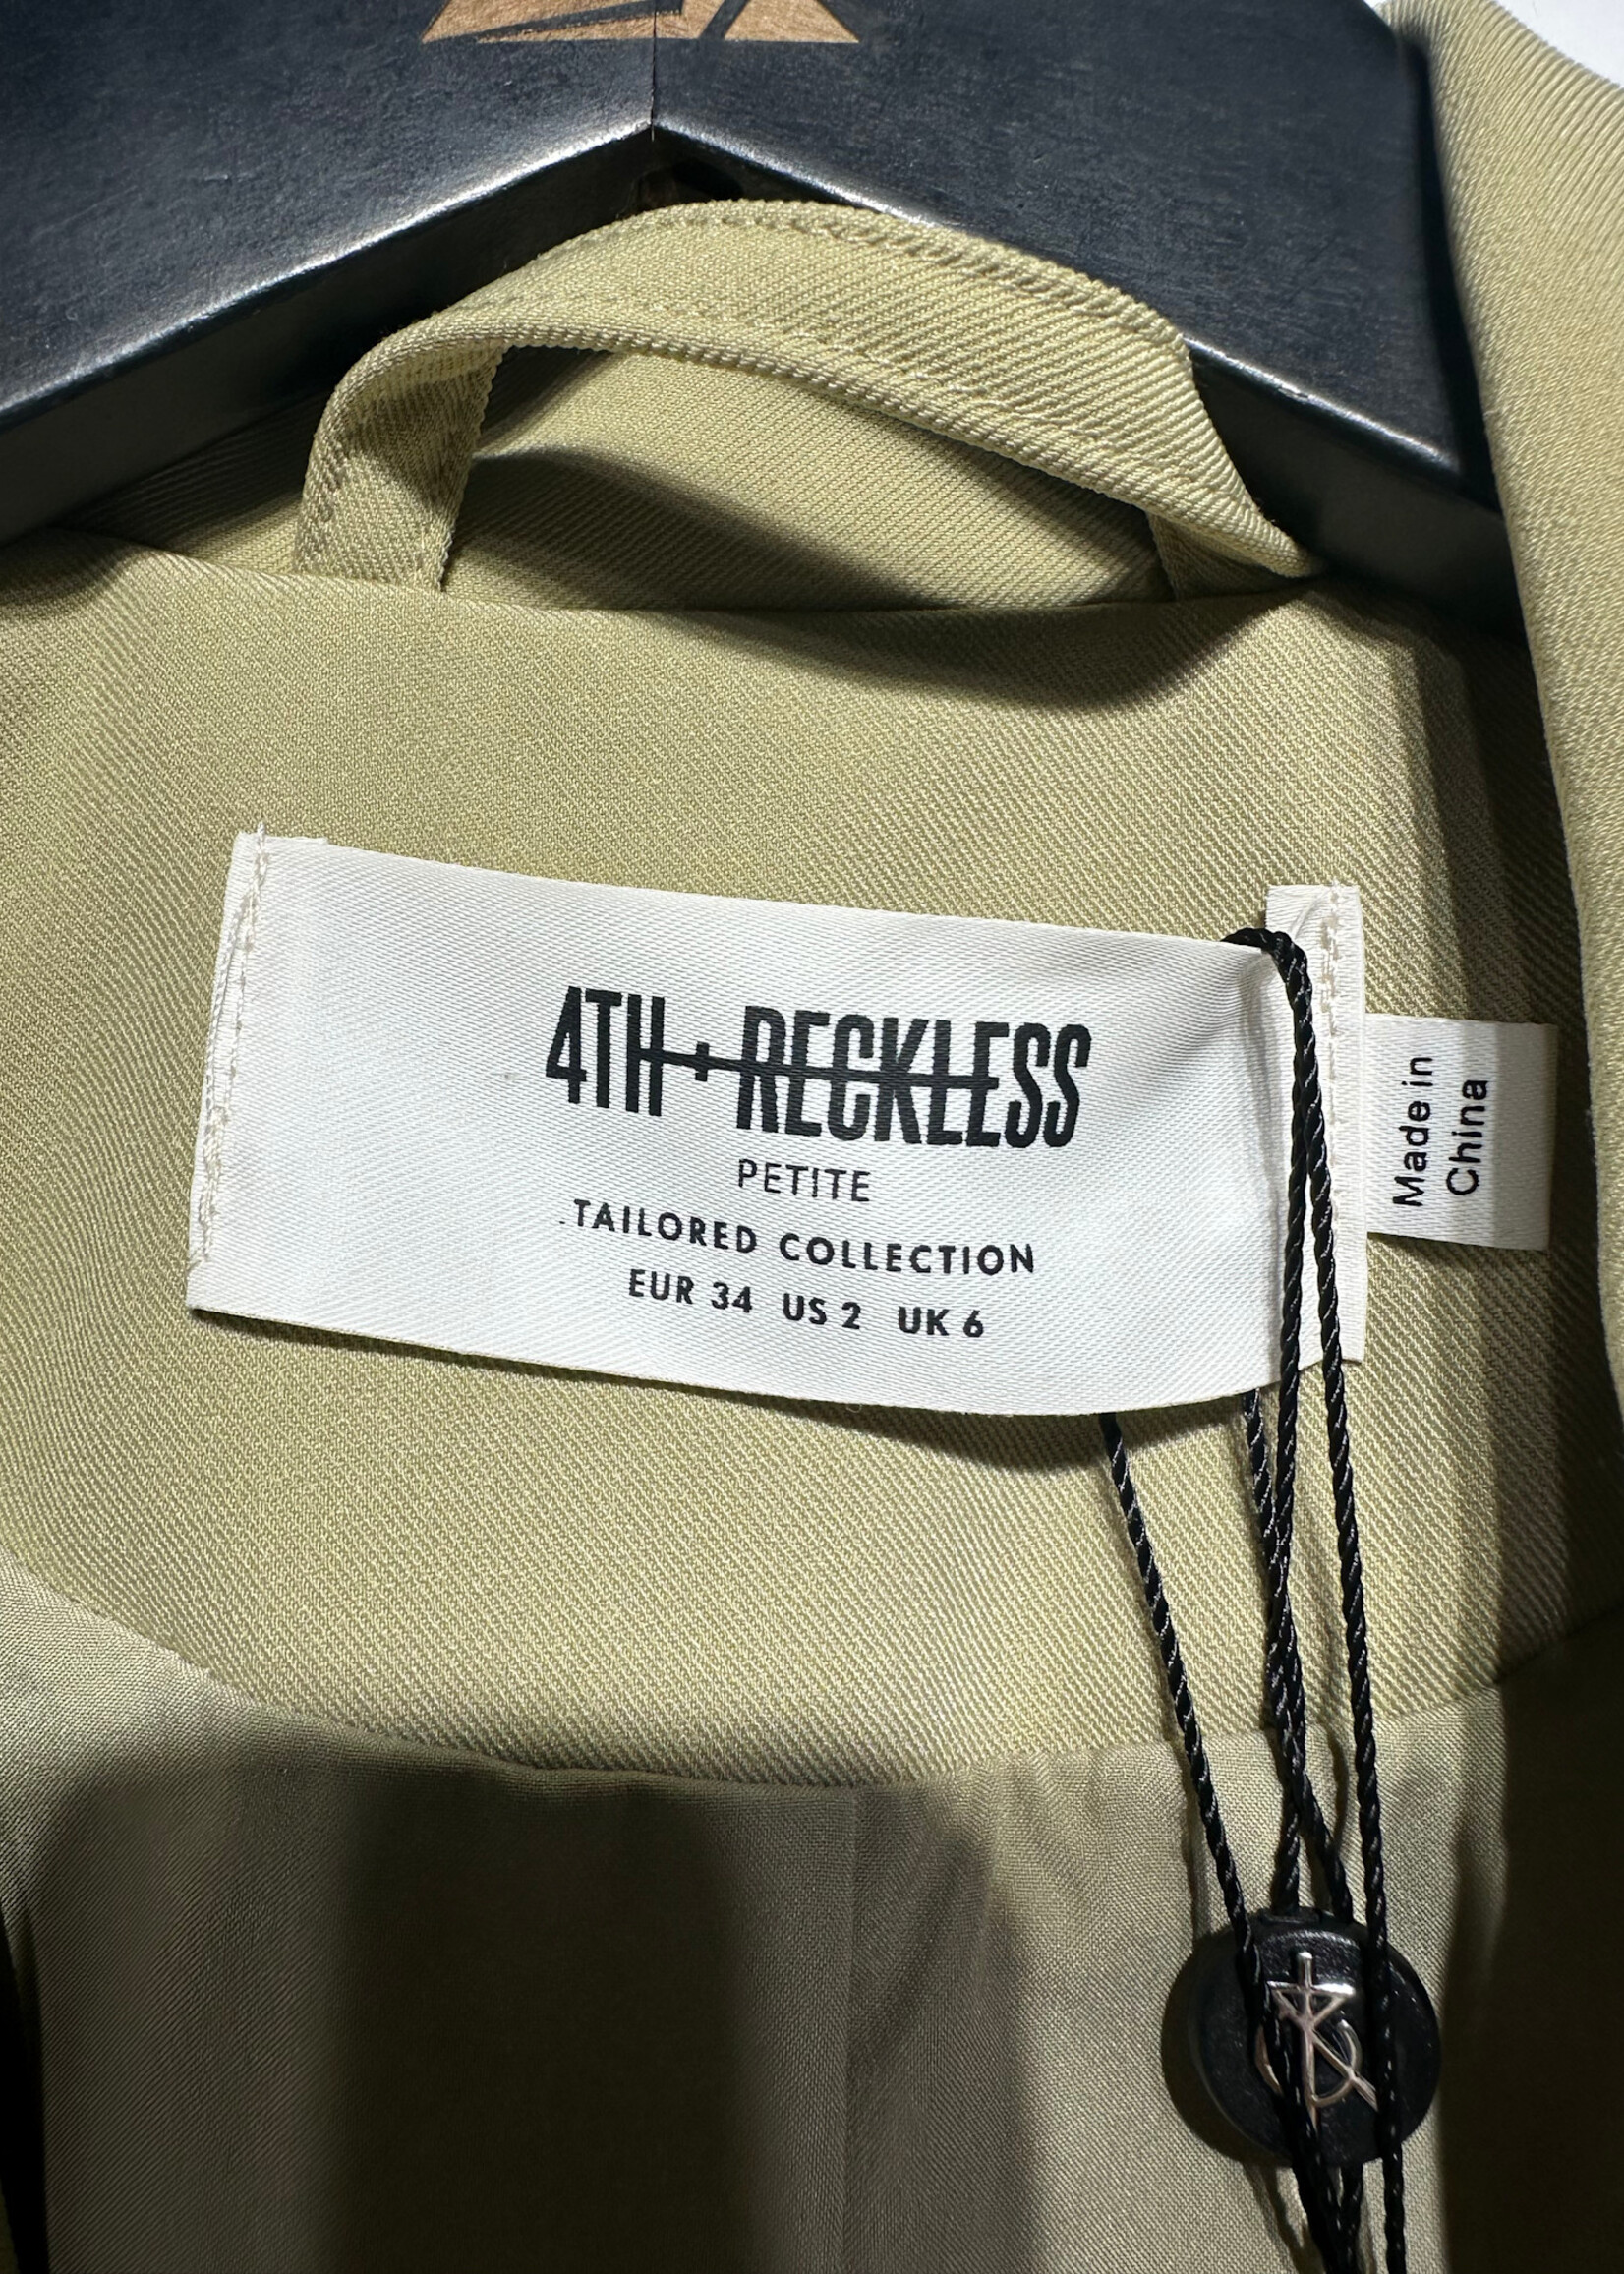 4TH + RECKLESS
PETITE
TAILORED COLLECTION
EUR 34 US 2 UK 6
Made in
China